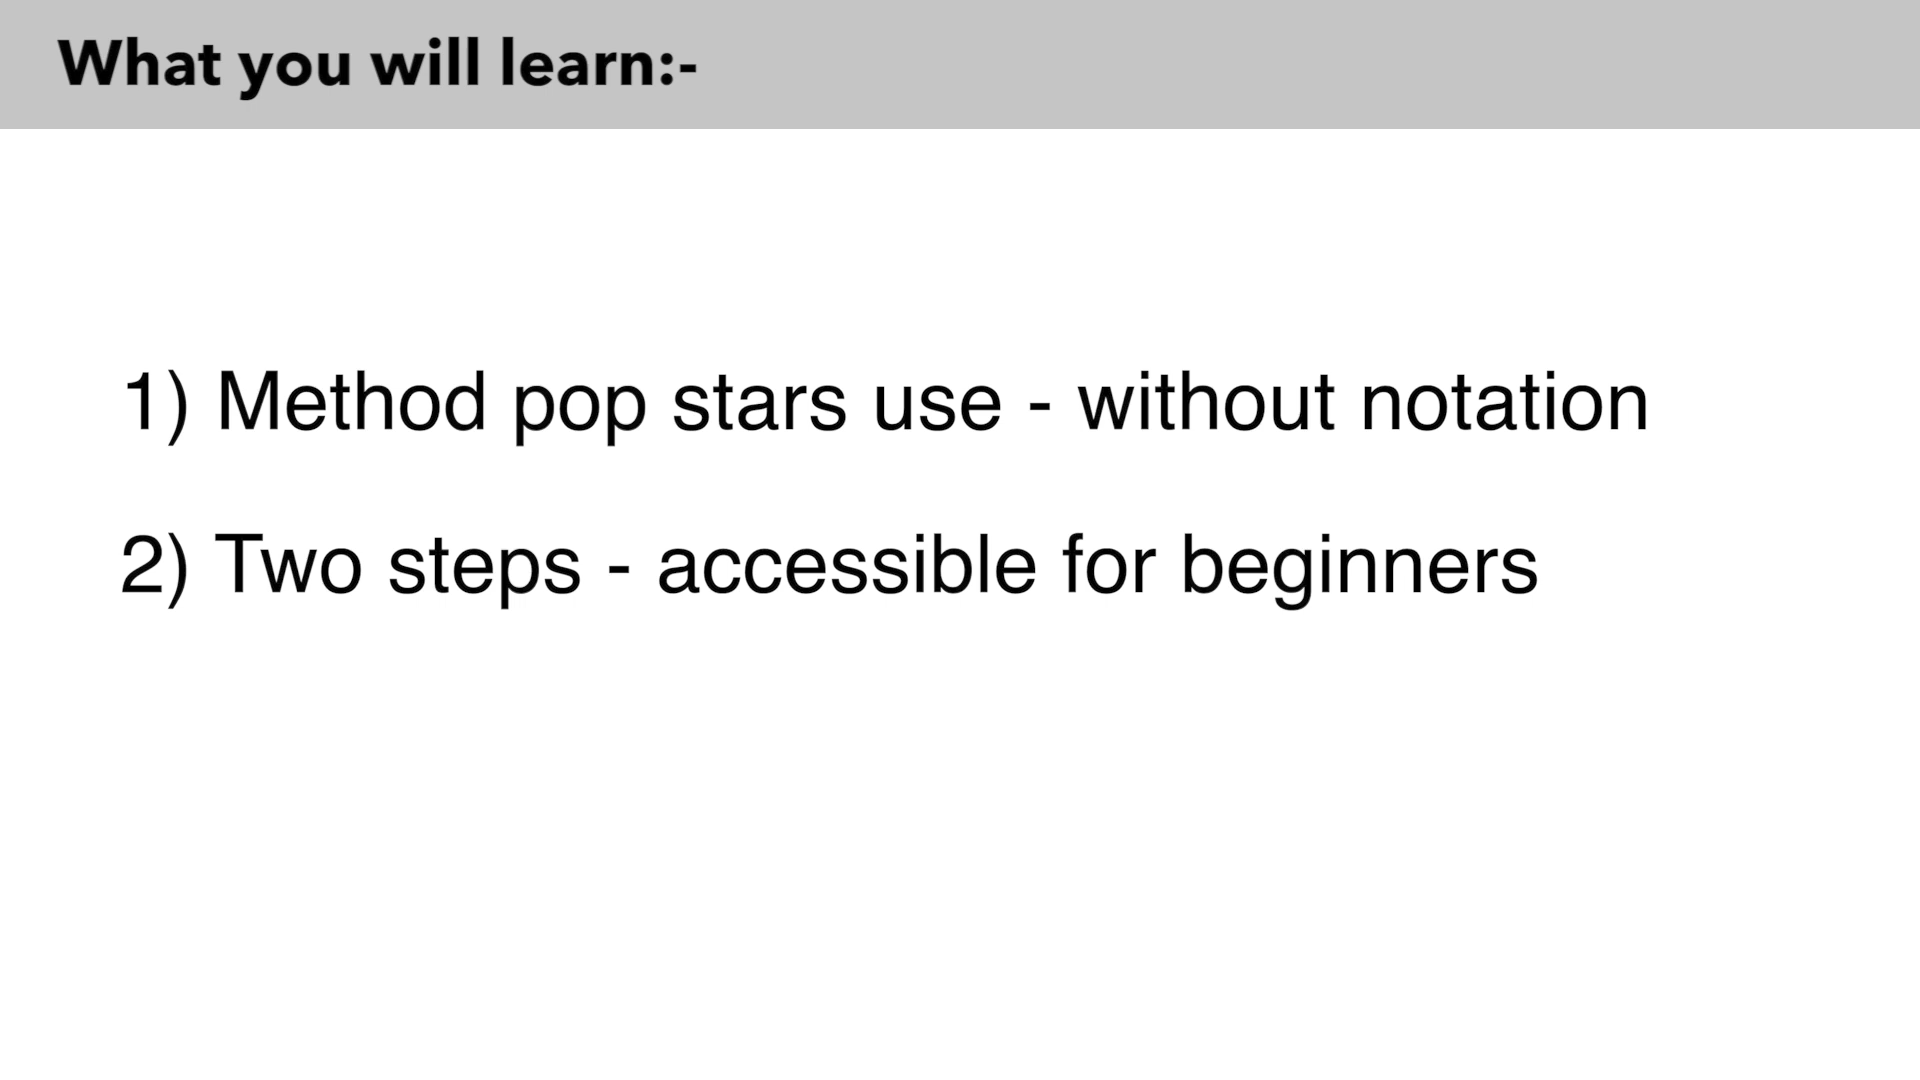 What you will learn:-
1) Method pop stars use - without notation
2) Two steps - accessible for beginners